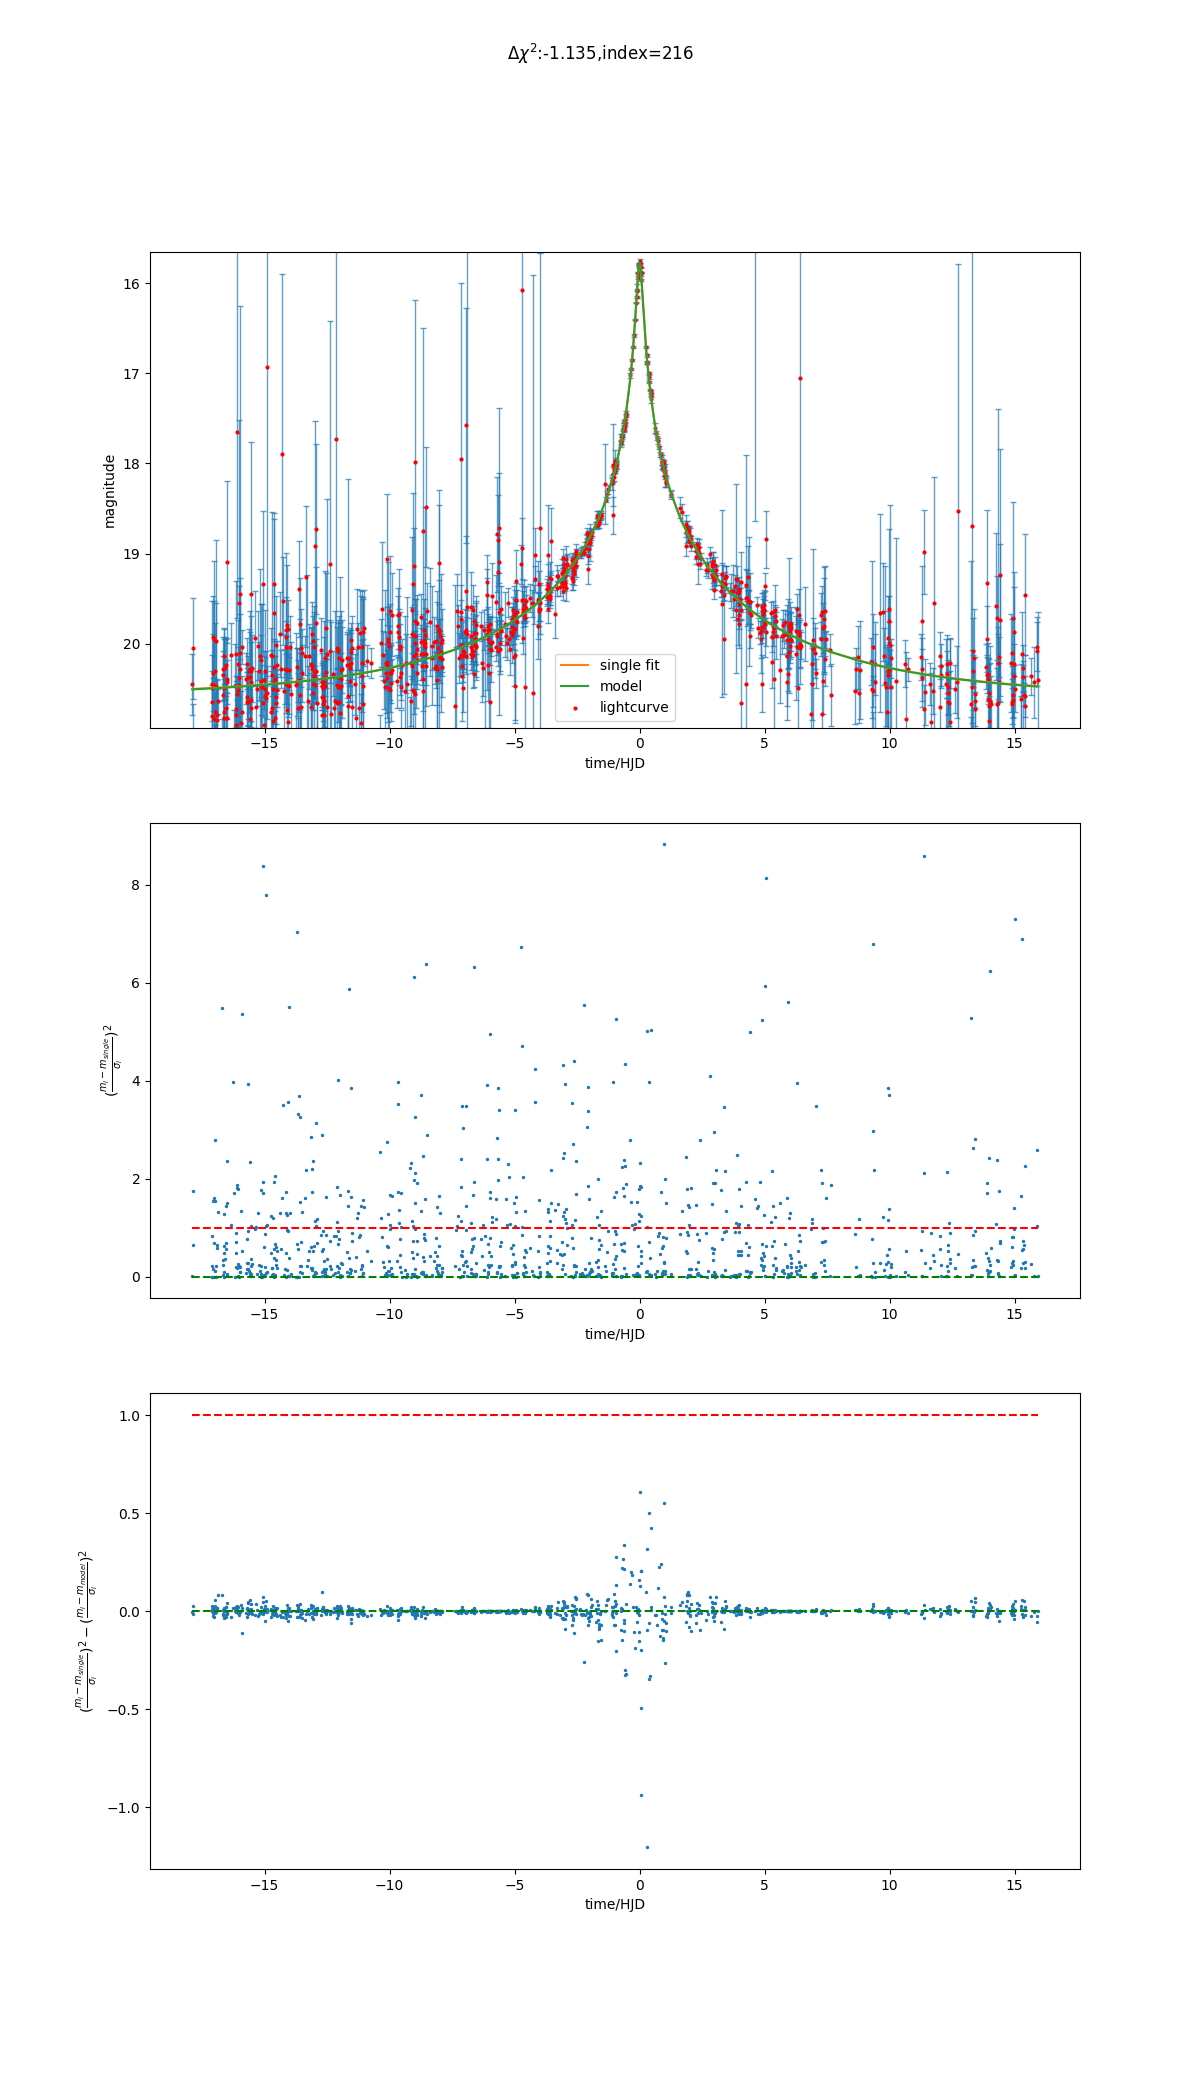 Δχ²:-1.135,index=216
16
17
18
19
20
magnitude
single fit
model
lightcurve
−15 −10 −5 0 5 10 15
time/HJD
8
6
4
2
0
((mᵢ − m_single)/σᵢ)²
−15 −10 −5 0 5 10 15
time/HJD
1.0
0.5
0.0
−0.5
−1.0
((mᵢ − m_single)/σᵢ)² − ((mᵢ − m_model)/σᵢ)²
−15 −10 −5 0 5 10 15
time/HJD